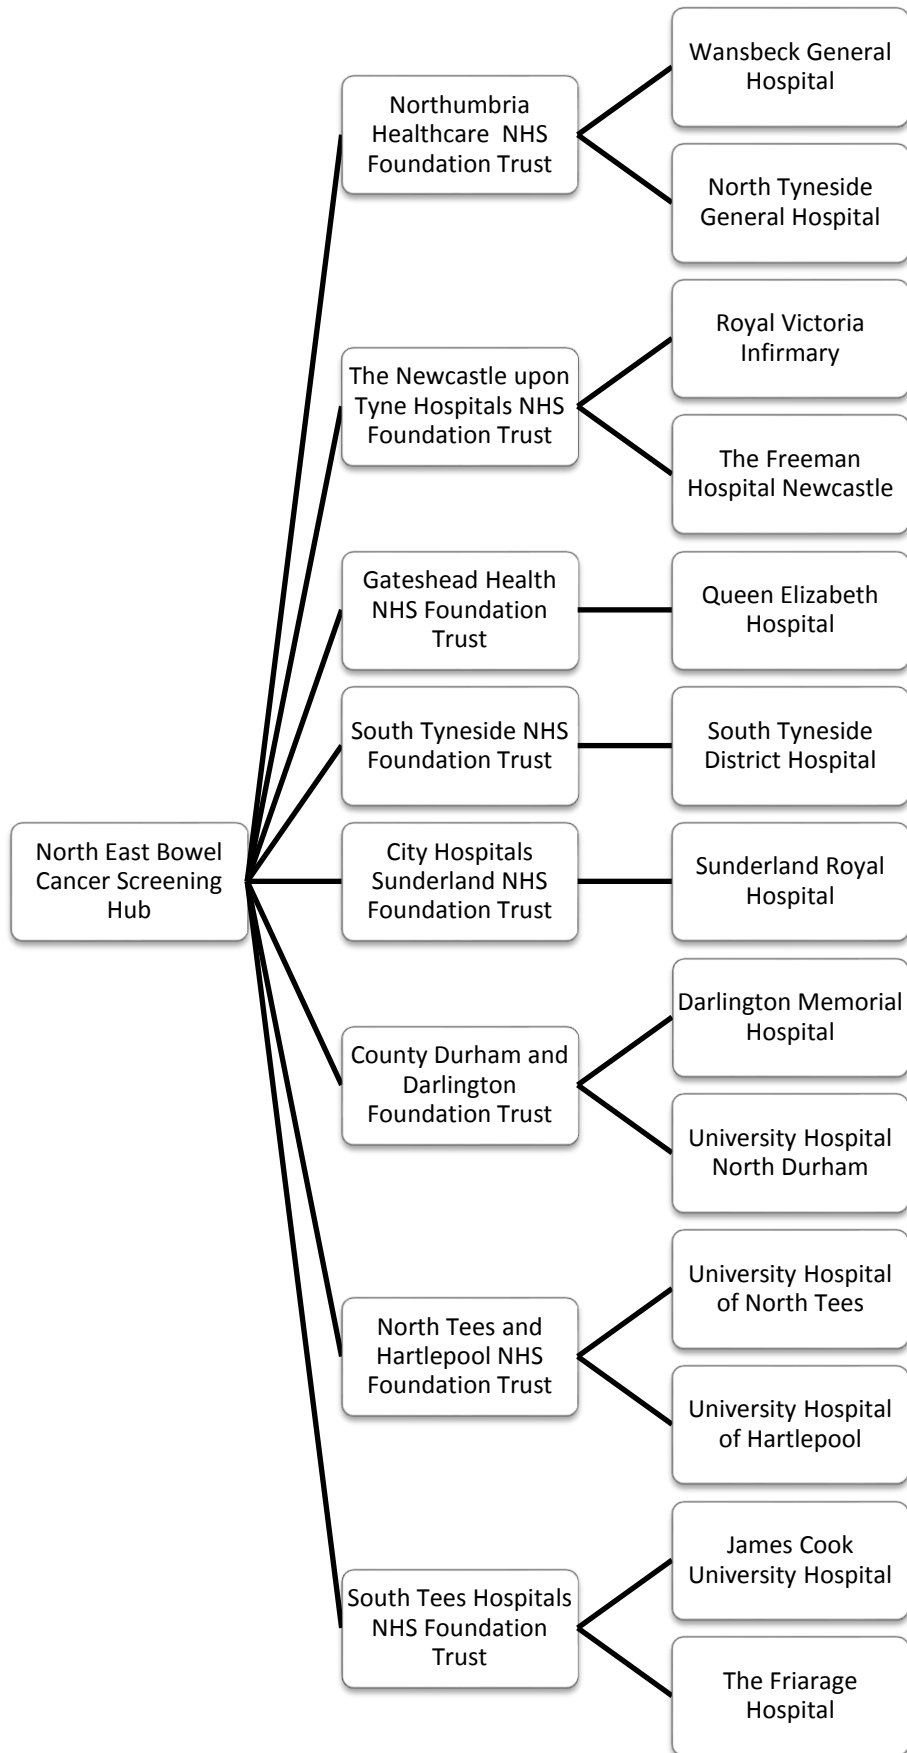 Wansbeck General
Hospital
Northumbria
Healthcare NHS
Foundation Trust
North Tyneside
General Hospital
Royal Victoria
Infirmary
The Newcastle upon
Tyne Hospitals NHS
Foundation Trust
The Freeman
Hospital Newcastle
Gateshead Health
NHS Foundation
Trust
Queen Elizabeth
Hospital
South Tyneside NHS
Foundation Trust
South Tyneside
District Hospital
North East Bowel
Cancer Screening
Hub
City Hospitals
Sunderland NHS
Foundation Trust
Sunderland Royal
Hospital
Darlington Memorial
Hospital
County Durham and
Darlington
Foundation Trust
University Hospital
North Durham
University Hospital
of North Tees
North Tees and
Hartlepool NHS
Foundation Trust
University Hospital
of Hartlepool
James Cook
University Hospital
South Tees Hospitals
NHS Foundation
Trust
The Friarage
Hospital